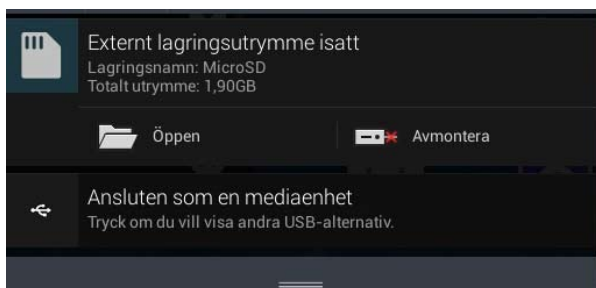 Externt lagringsutrymme isatt
Lagringsnamn: MicroSD
Totalt utrymme: 1,90GB
Öppen
Avmontera
Ansluten som en mediaenhet
Tryck om du vill visa andra USB-alternativ.